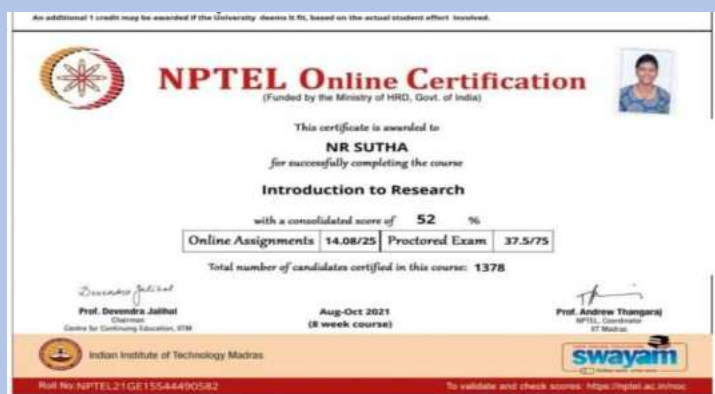 An additional 1 credit may be awarded if the University deems it fit, based on the actual student effort involved.
NPTEL Online Certification
(Funded by the Ministry of HRD, Govt. of India)
This certificate is awarded to
NR SUTHA
for successfully completing the course
Introduction to Research
with a consolidated score of 52 %
Online Assignments 14.08/25 Proctored Exam 37.5/75
Total number of candidates certified in this course: 1378
Devendra Jalihal
Prof. Devendra Jalihal
Chairman
Centre for Continuing Education, IITM
Aug-Oct 2021
(8 week course)
Prof. Andrew Thangaraj
NPTEL, Coordinator
IIT Madras
Indian Institute of Technology Madras
swayam
Roll No:NPTEL21GE15S44490582
To validate and check scores: https://nptel.ac.in/noc